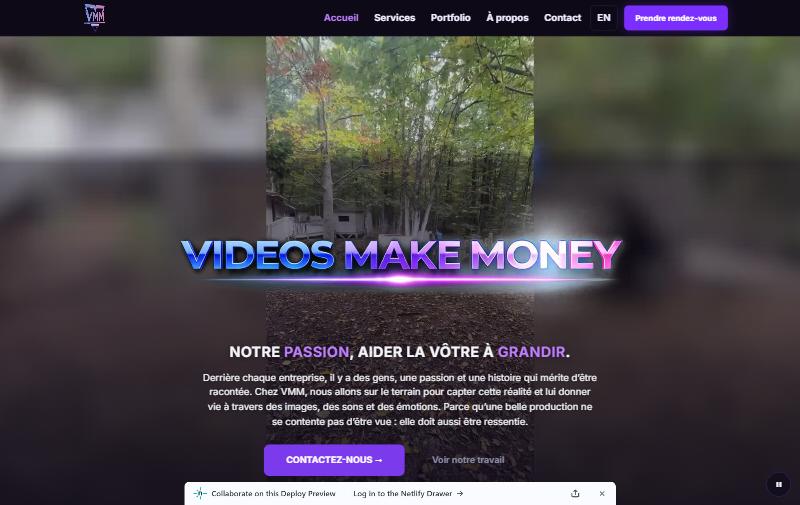 VMM
Accueil Services Portfolio À propos Contact EN Prendre rendez-vous
VIDEOS MAKE MONEY
NOTRE PASSION, AIDER LA VÔTRE À GRANDIR.
Derrière chaque entreprise, il y a des gens, une passion et une histoire qui mérite d'être
racontée. Chez VMM, nous allons sur le terrain pour capter cette réalité et lui donner
vie à travers des images, des sons et des émotions. Parce qu'une belle production ne
se contente pas d'être vue : elle doit aussi être ressentie.
CONTACTEZ-NOUS → Voir notre travail
Collaborate on this Deploy Preview Log in to the Netlify Drawer →